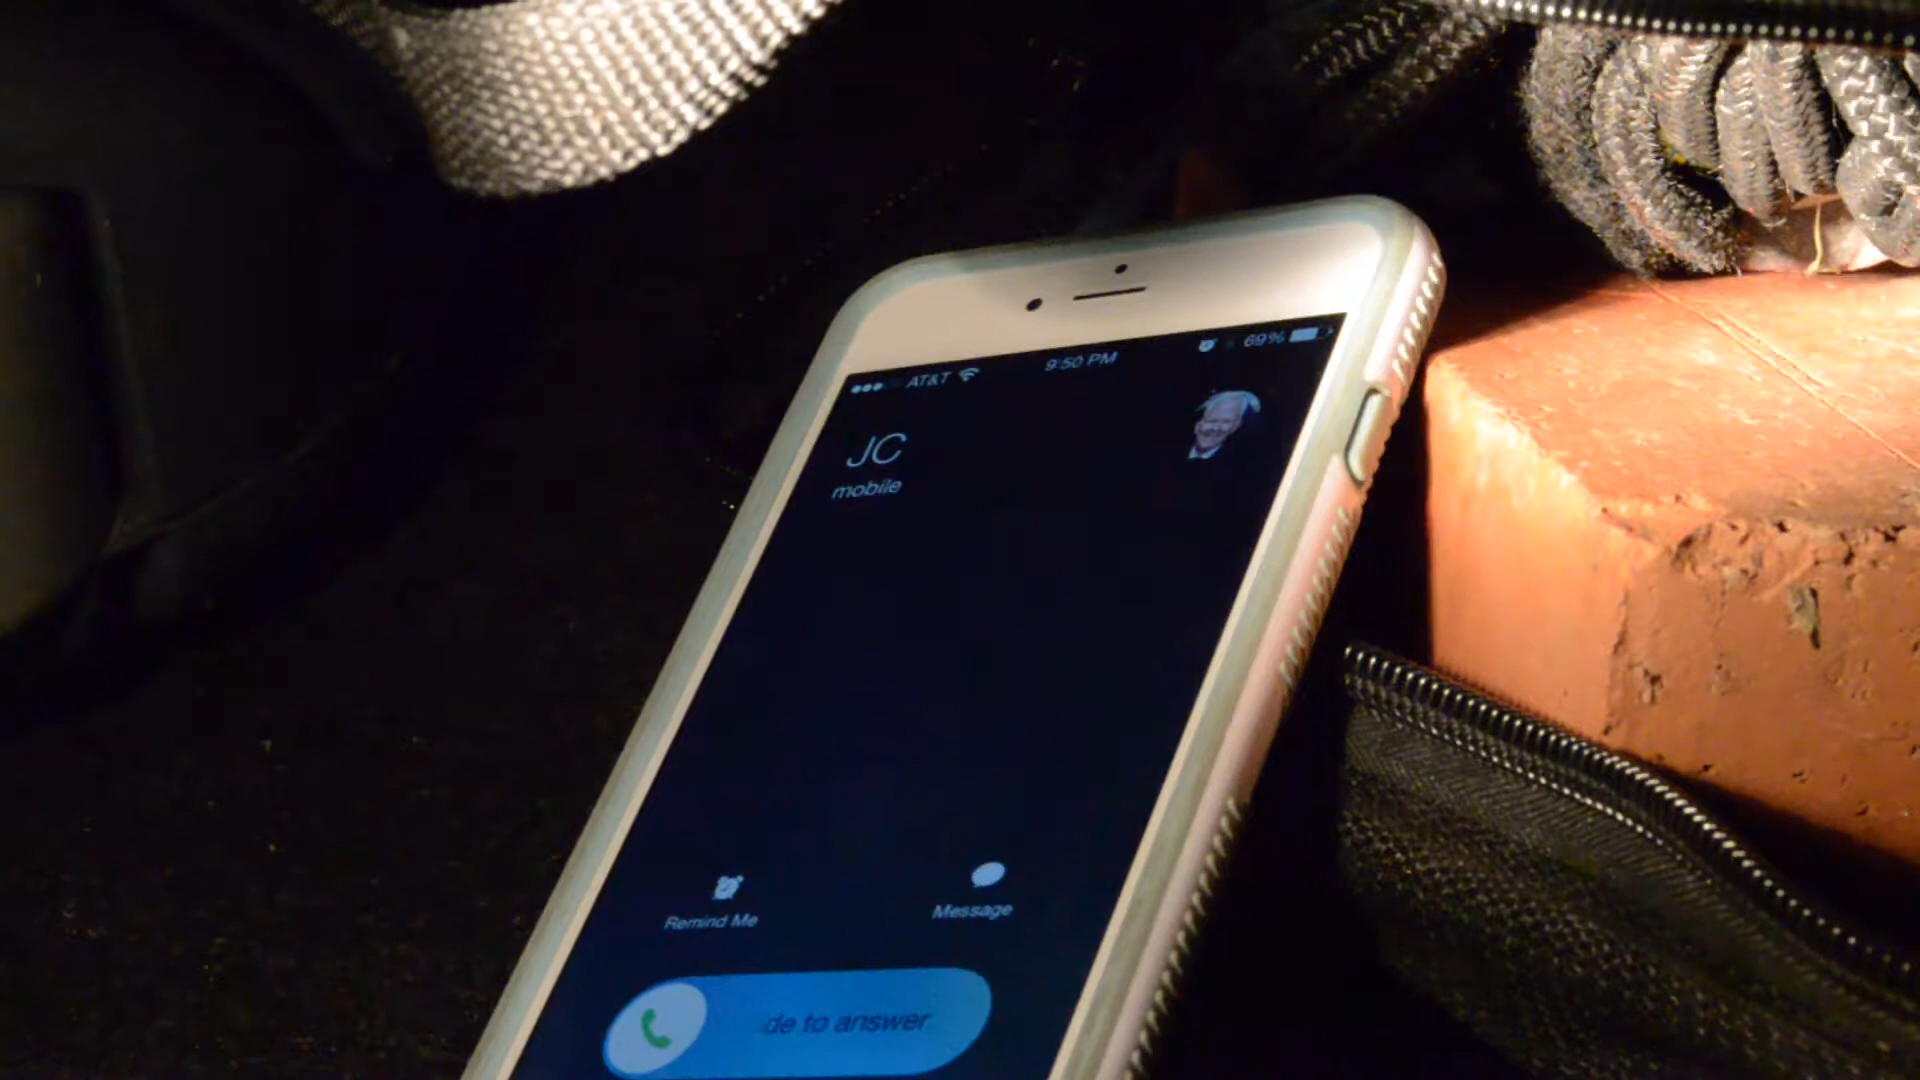 AT&T 9:50 PM 69%
JC
mobile
Remind Me Message
de to answer